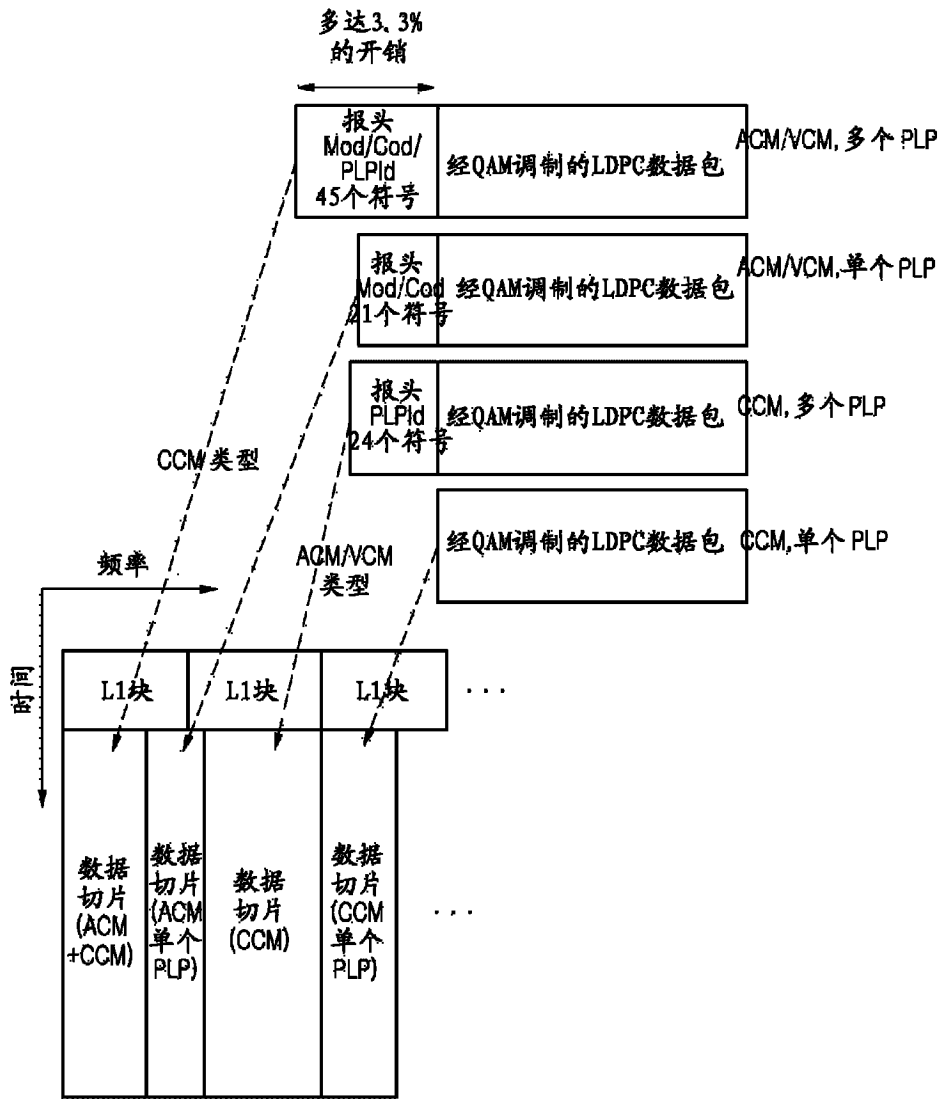 多达3.3%
的开销
报头
Mod/Cod/
PLPId
45个符号
经QAM调制的LDPC数据包
ACM/VCM,多个PLP
报头
Mod/Cod
21个符号
经QAM调制的LDPC数据包
ACM/VCM,单个PLP
报头
PLPId
24个符号
经QAM调制的LDPC数据包
CCM,多个PLP
CCM类型
经QAM调制的LDPC数据包
CCM,单个PLP
ACM/VCM
类型
频率
时间
L1块
L1块
L1块
...
数据
切片
(ACM
+CCM)
数据
切片
(ACM
单个
PLP)
数据
切片
(CCM)
数据
切片
(CCM
单个
PLP)
...